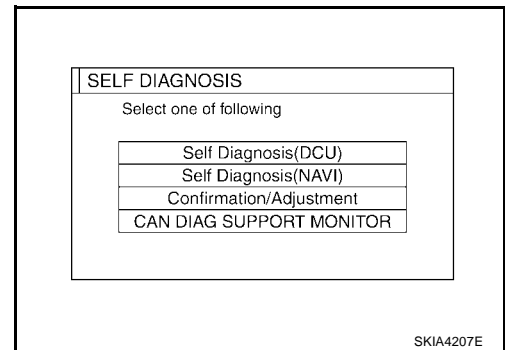 SELF DIAGNOSIS
Select one of following
Self Diagnosis(DCU)
Self Diagnosis(NAVI)
Confirmation/Adjustment
CAN DIAG SUPPORT MONITOR
SKIA4207E